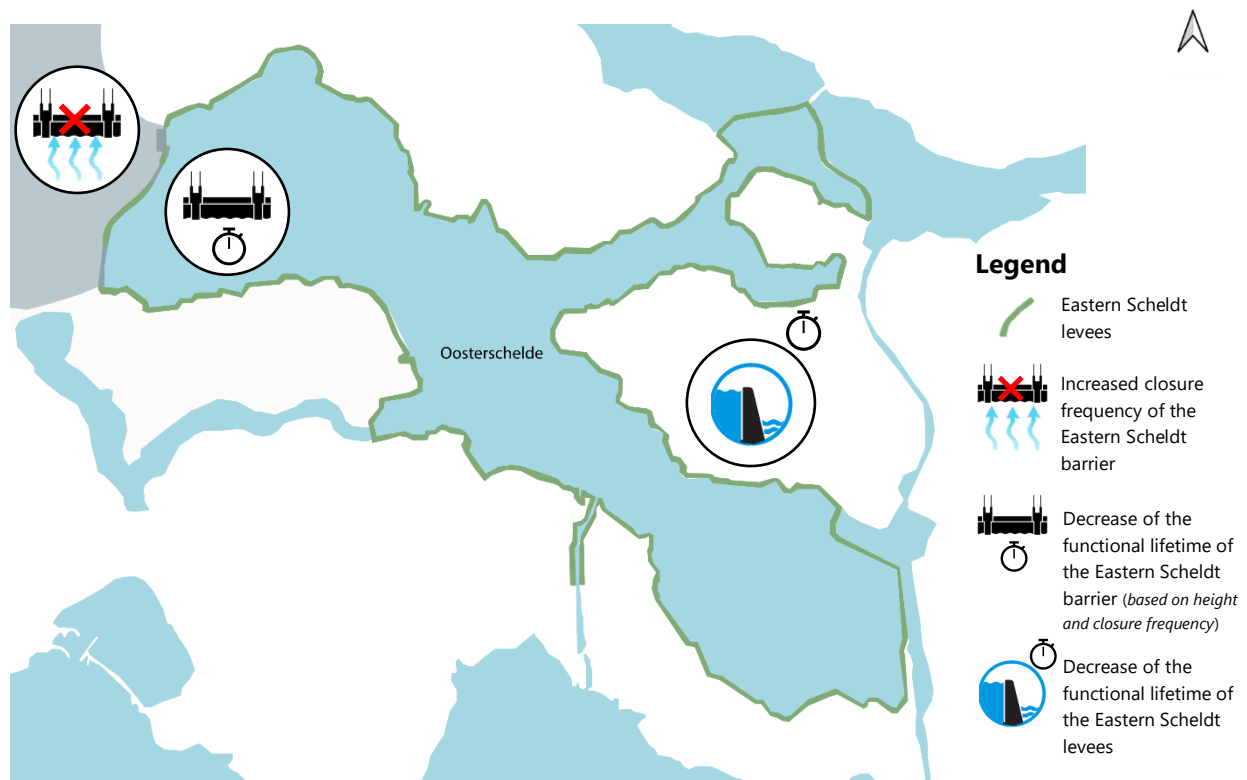 Oosterschelde
Legend
Eastern Scheldt
levees
Increased closure
frequency of the
Eastern Scheldt
barrier
Decrease of the
functional lifetime of
the Eastern Scheldt
barrier (based on height
and closure frequency)
Decrease of the
functional lifetime of
the Eastern Scheldt
levees